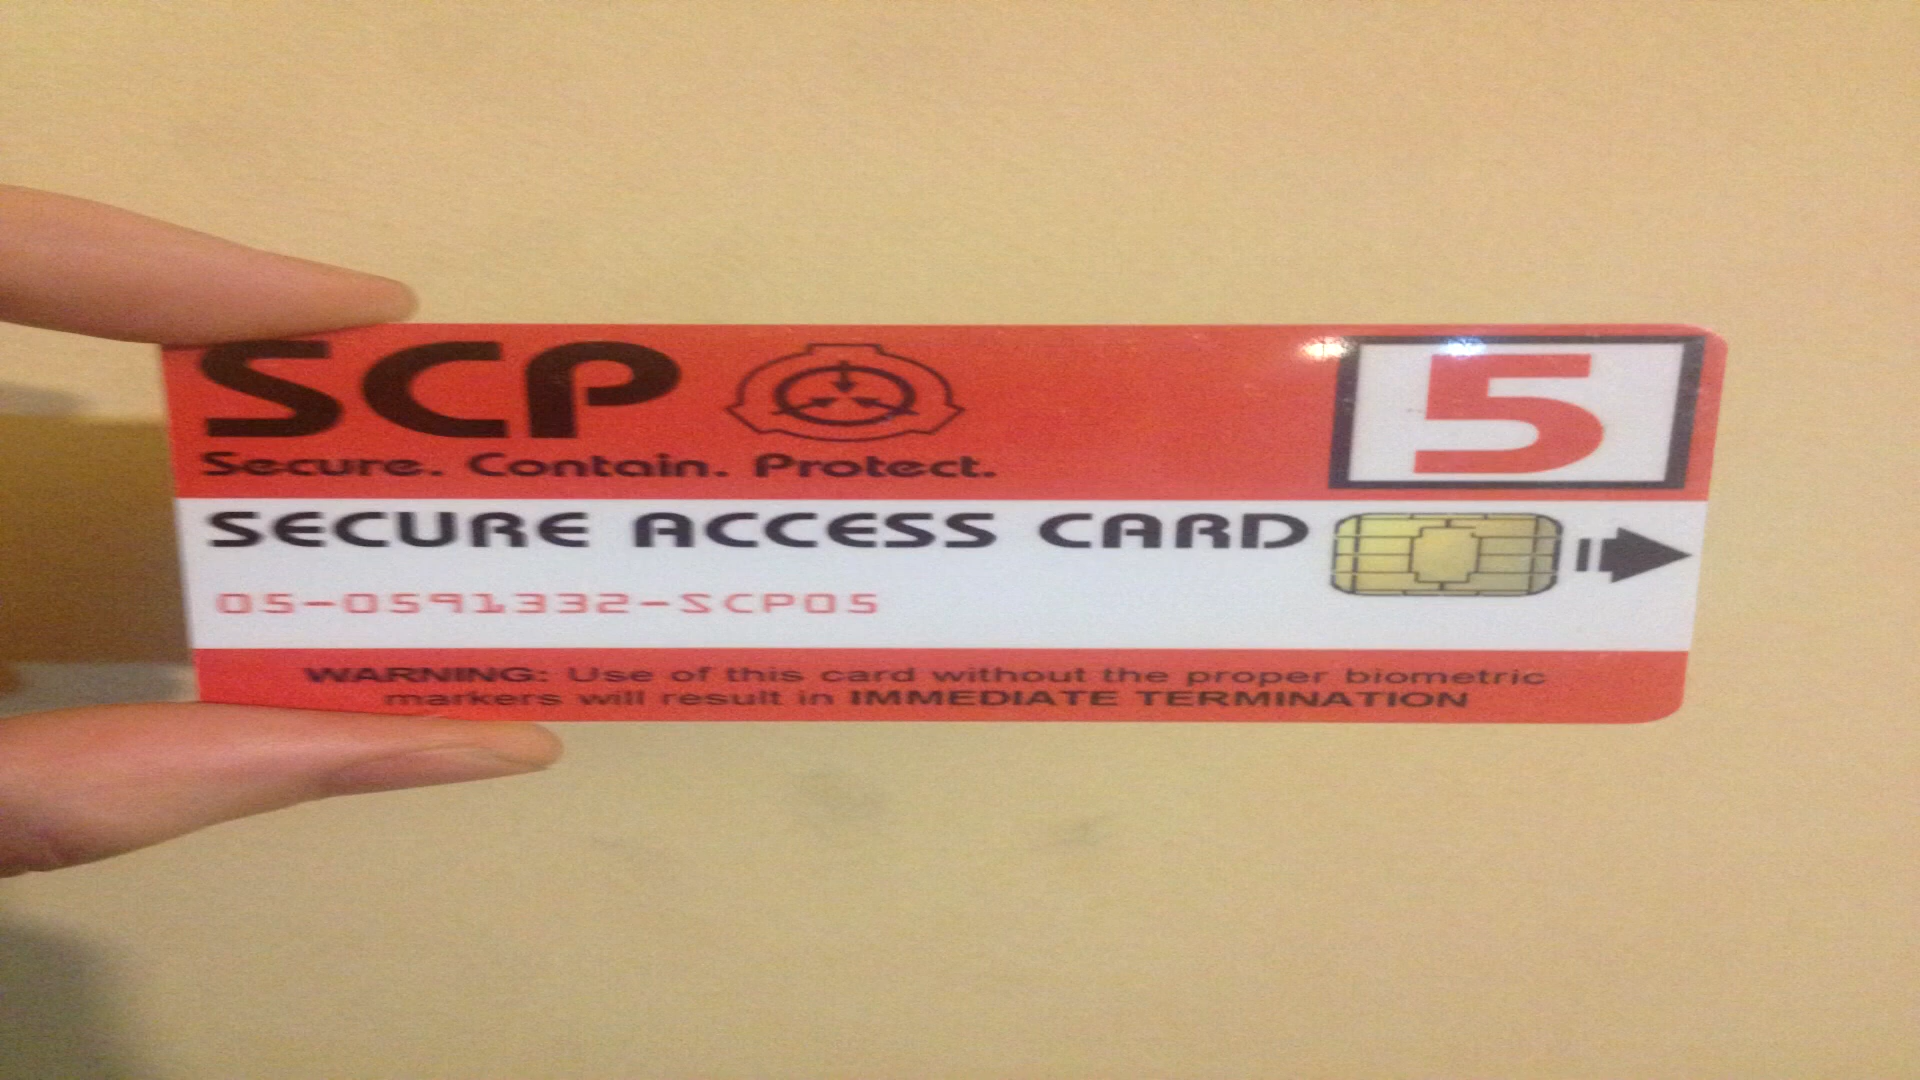 SCP
5
Secure. Contain. Protect.
SECURE ACCESS CARD
05-0591332-SCP05
WARNING: Use of this card without the proper biometric
markers will result in IMMEDIATE TERMINATION